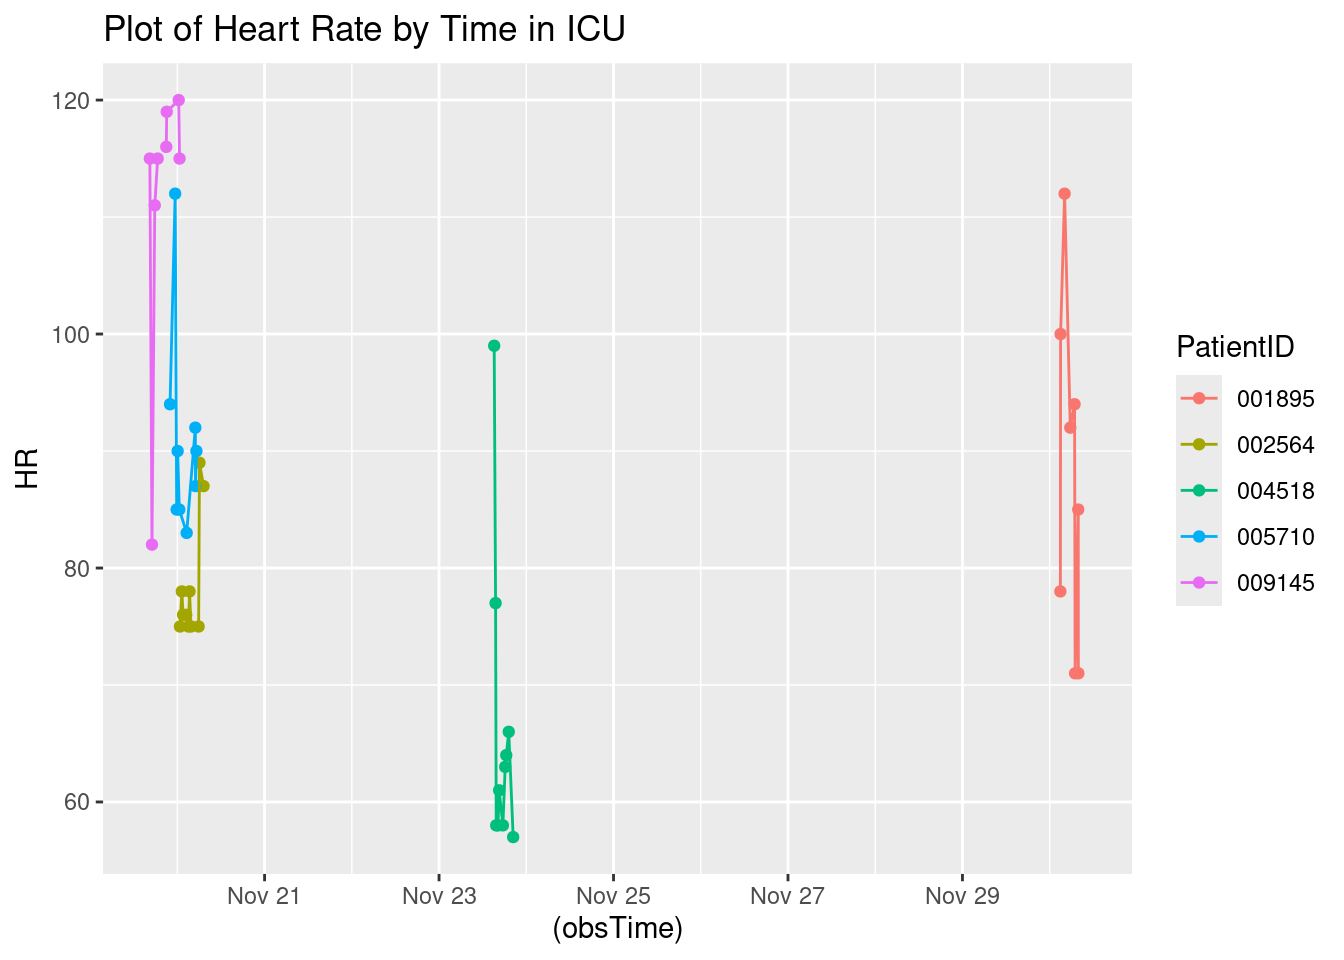 Plot of Heart Rate by Time in ICU
120
100
80
60
HR
Nov 21 Nov 23 Nov 25 Nov 27 Nov 29
(obsTime)
PatientID
001895
002564
004518
005710
009145